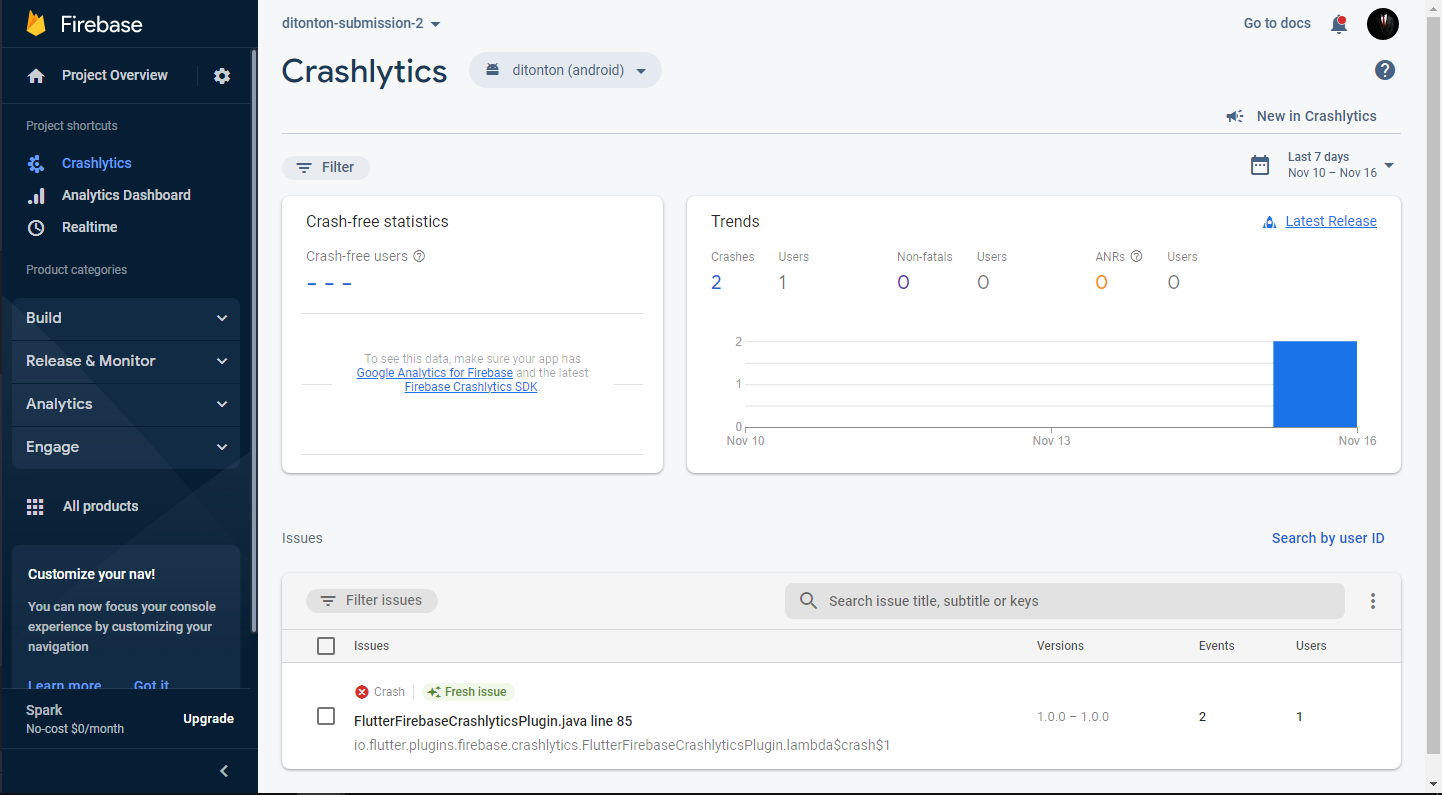 Firebase
Project Overview
Project shortcuts
Crashlytics
Analytics Dashboard
Realtime
Product categories
Build
Release & Monitor
Analytics
Engage
All products
Customize your nav!
You can now focus your console
experience by customizing your
navigation
Learn more Got it
Spark
No-cost $0/month
Upgrade
ditonton-submission-2
Go to docs
Crashlytics
ditonton (android)
?
New in Crashlytics
Filter
Last 7 days
Nov 10 – Nov 16
Crash-free statistics
Crash-free users ?
- - -
To see this data, make sure your app has
Google Analytics for Firebase and the latest
Firebase Crashlytics SDK.
Trends
Latest Release
Crashes Users Non-fatals Users ANRs ? Users
2 1 0 0 0 0
2
1
0
Nov 10 Nov 13 Nov 16
Issues
Search by user ID
Filter issues
Search issue title, subtitle or keys
Issues Versions Events Users
Crash Fresh issue
FlutterFirebaseCrashlyticsPlugin.java line 85
1.0.0 – 1.0.0 2 1
io.flutter.plugins.firebase.crashlytics.FlutterFirebaseCrashlyticsPlugin.lambda$crash$1